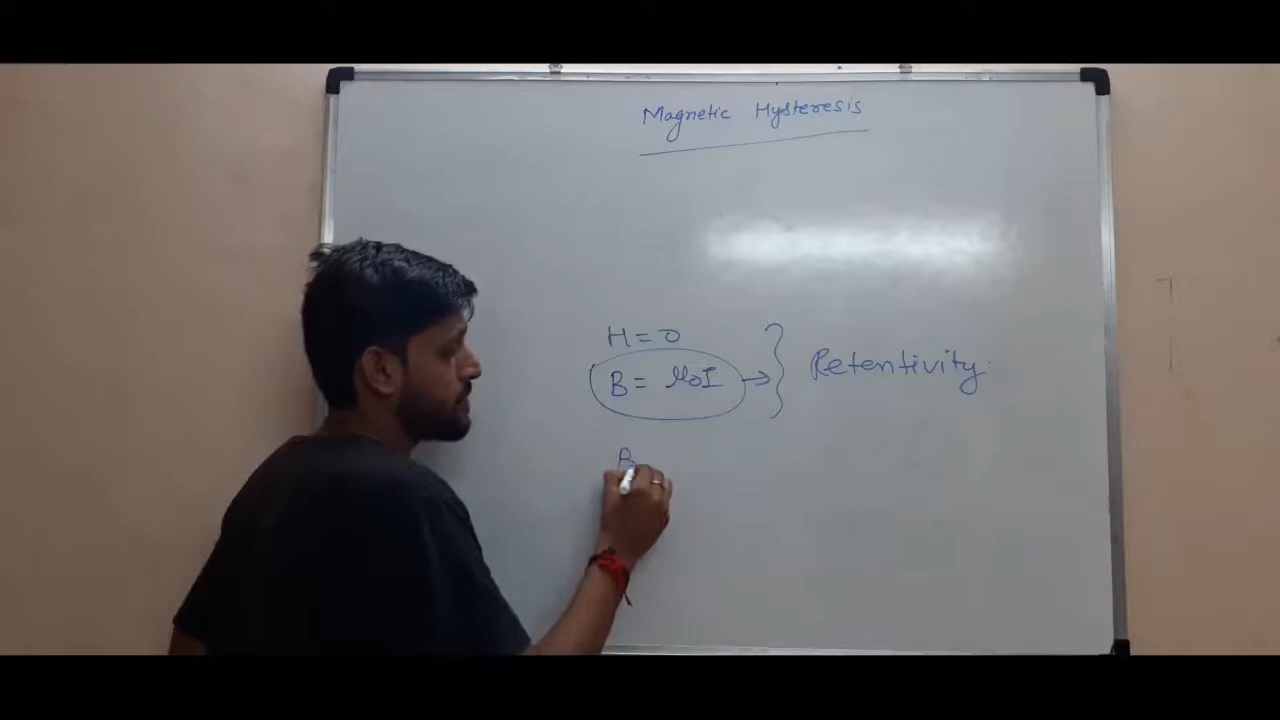 Magnetic Hysteresis
H = 0
B = μ0I → } Retentivity
B